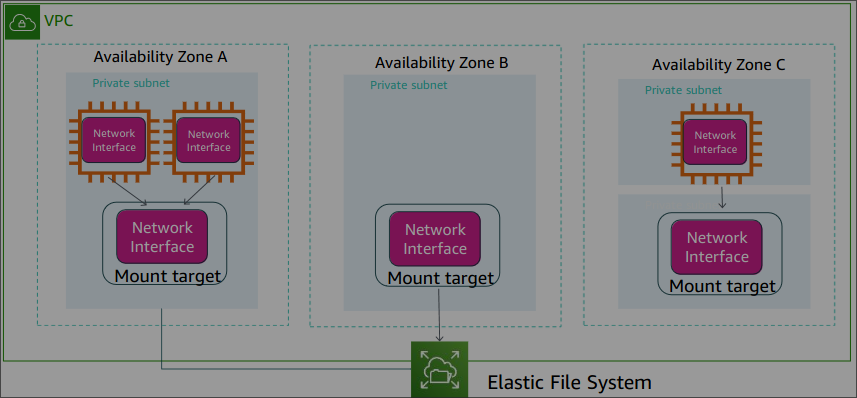 VPC
Availability Zone A
Private subnet
Network
Interface
Network
Interface
Network
Interface
Mount target
Availability Zone B
Private subnet
Network
Interface
Mount target
Availability Zone C
Private subnet
Network
Interface
Network
Interface
Mount target
Elastic File System